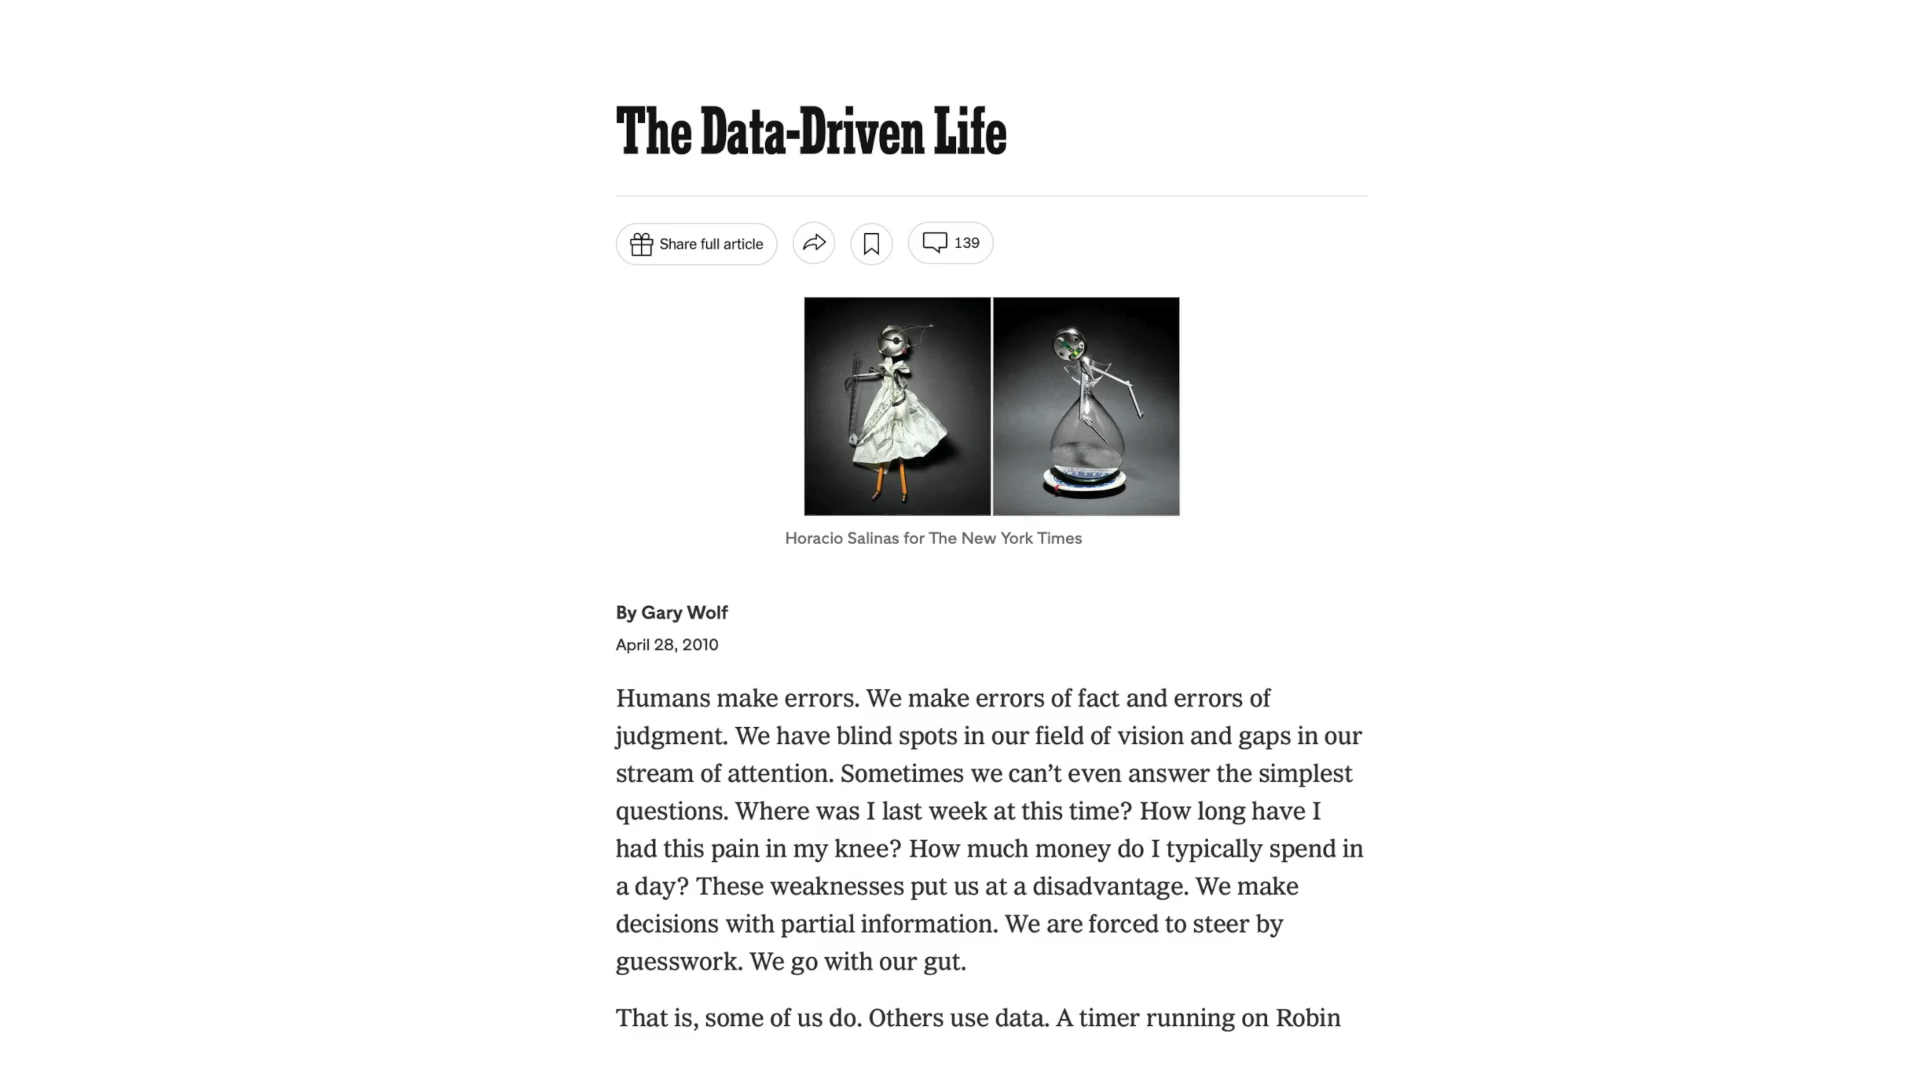 The Data-Driven Life
Share full article
139
Horacio Salinas for The New York Times
By Gary Wolf
April 28, 2010
Humans make errors. We make errors of fact and errors of
judgment. We have blind spots in our field of vision and gaps in our
stream of attention. Sometimes we can’t even answer the simplest
questions. Where was I last week at this time? How long have I
had this pain in my knee? How much money do I typically spend in
a day? These weaknesses put us at a disadvantage. We make
decisions with partial information. We are forced to steer by
guesswork. We go with our gut.
That is, some of us do. Others use data. A timer running on Robin